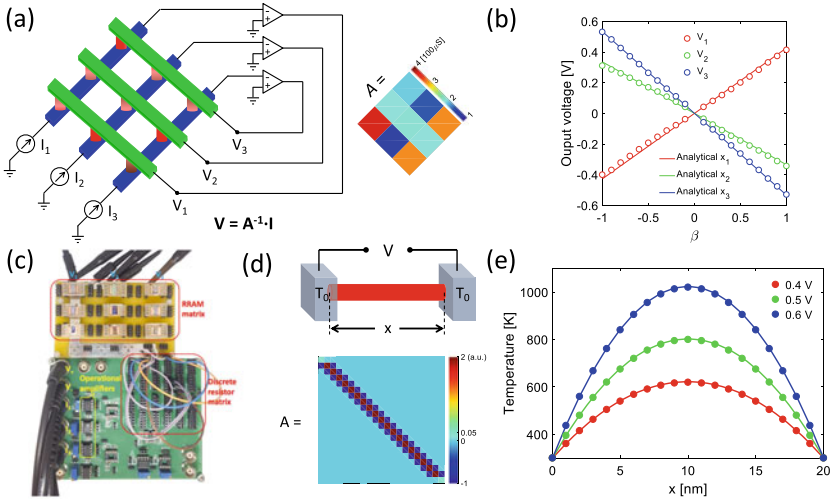 (a)
I1
I2
I3
V3
V2
V1
V = A-1·I
A =
4 [100μS]
3
2
1
(b)
Ouput voltage [V]
0.6
0.4
0.2
0
-0.2
-0.4
-0.6
V1
V2
V3
Analytical x1
Analytical x2
Analytical x3
-1 -0.5 0 0.5 1
β
(c)
RRAM
matrix
Operational
amplifiers
Discrete
resistor
matrix
(d)
V
T0 T0
x
A =
2 (a.u.)
0.05
0
-1
(e)
Temperature [K]
1000
800
600
400
0.4 V
0.5 V
0.6 V
0 5 10 15 20
x [nm]